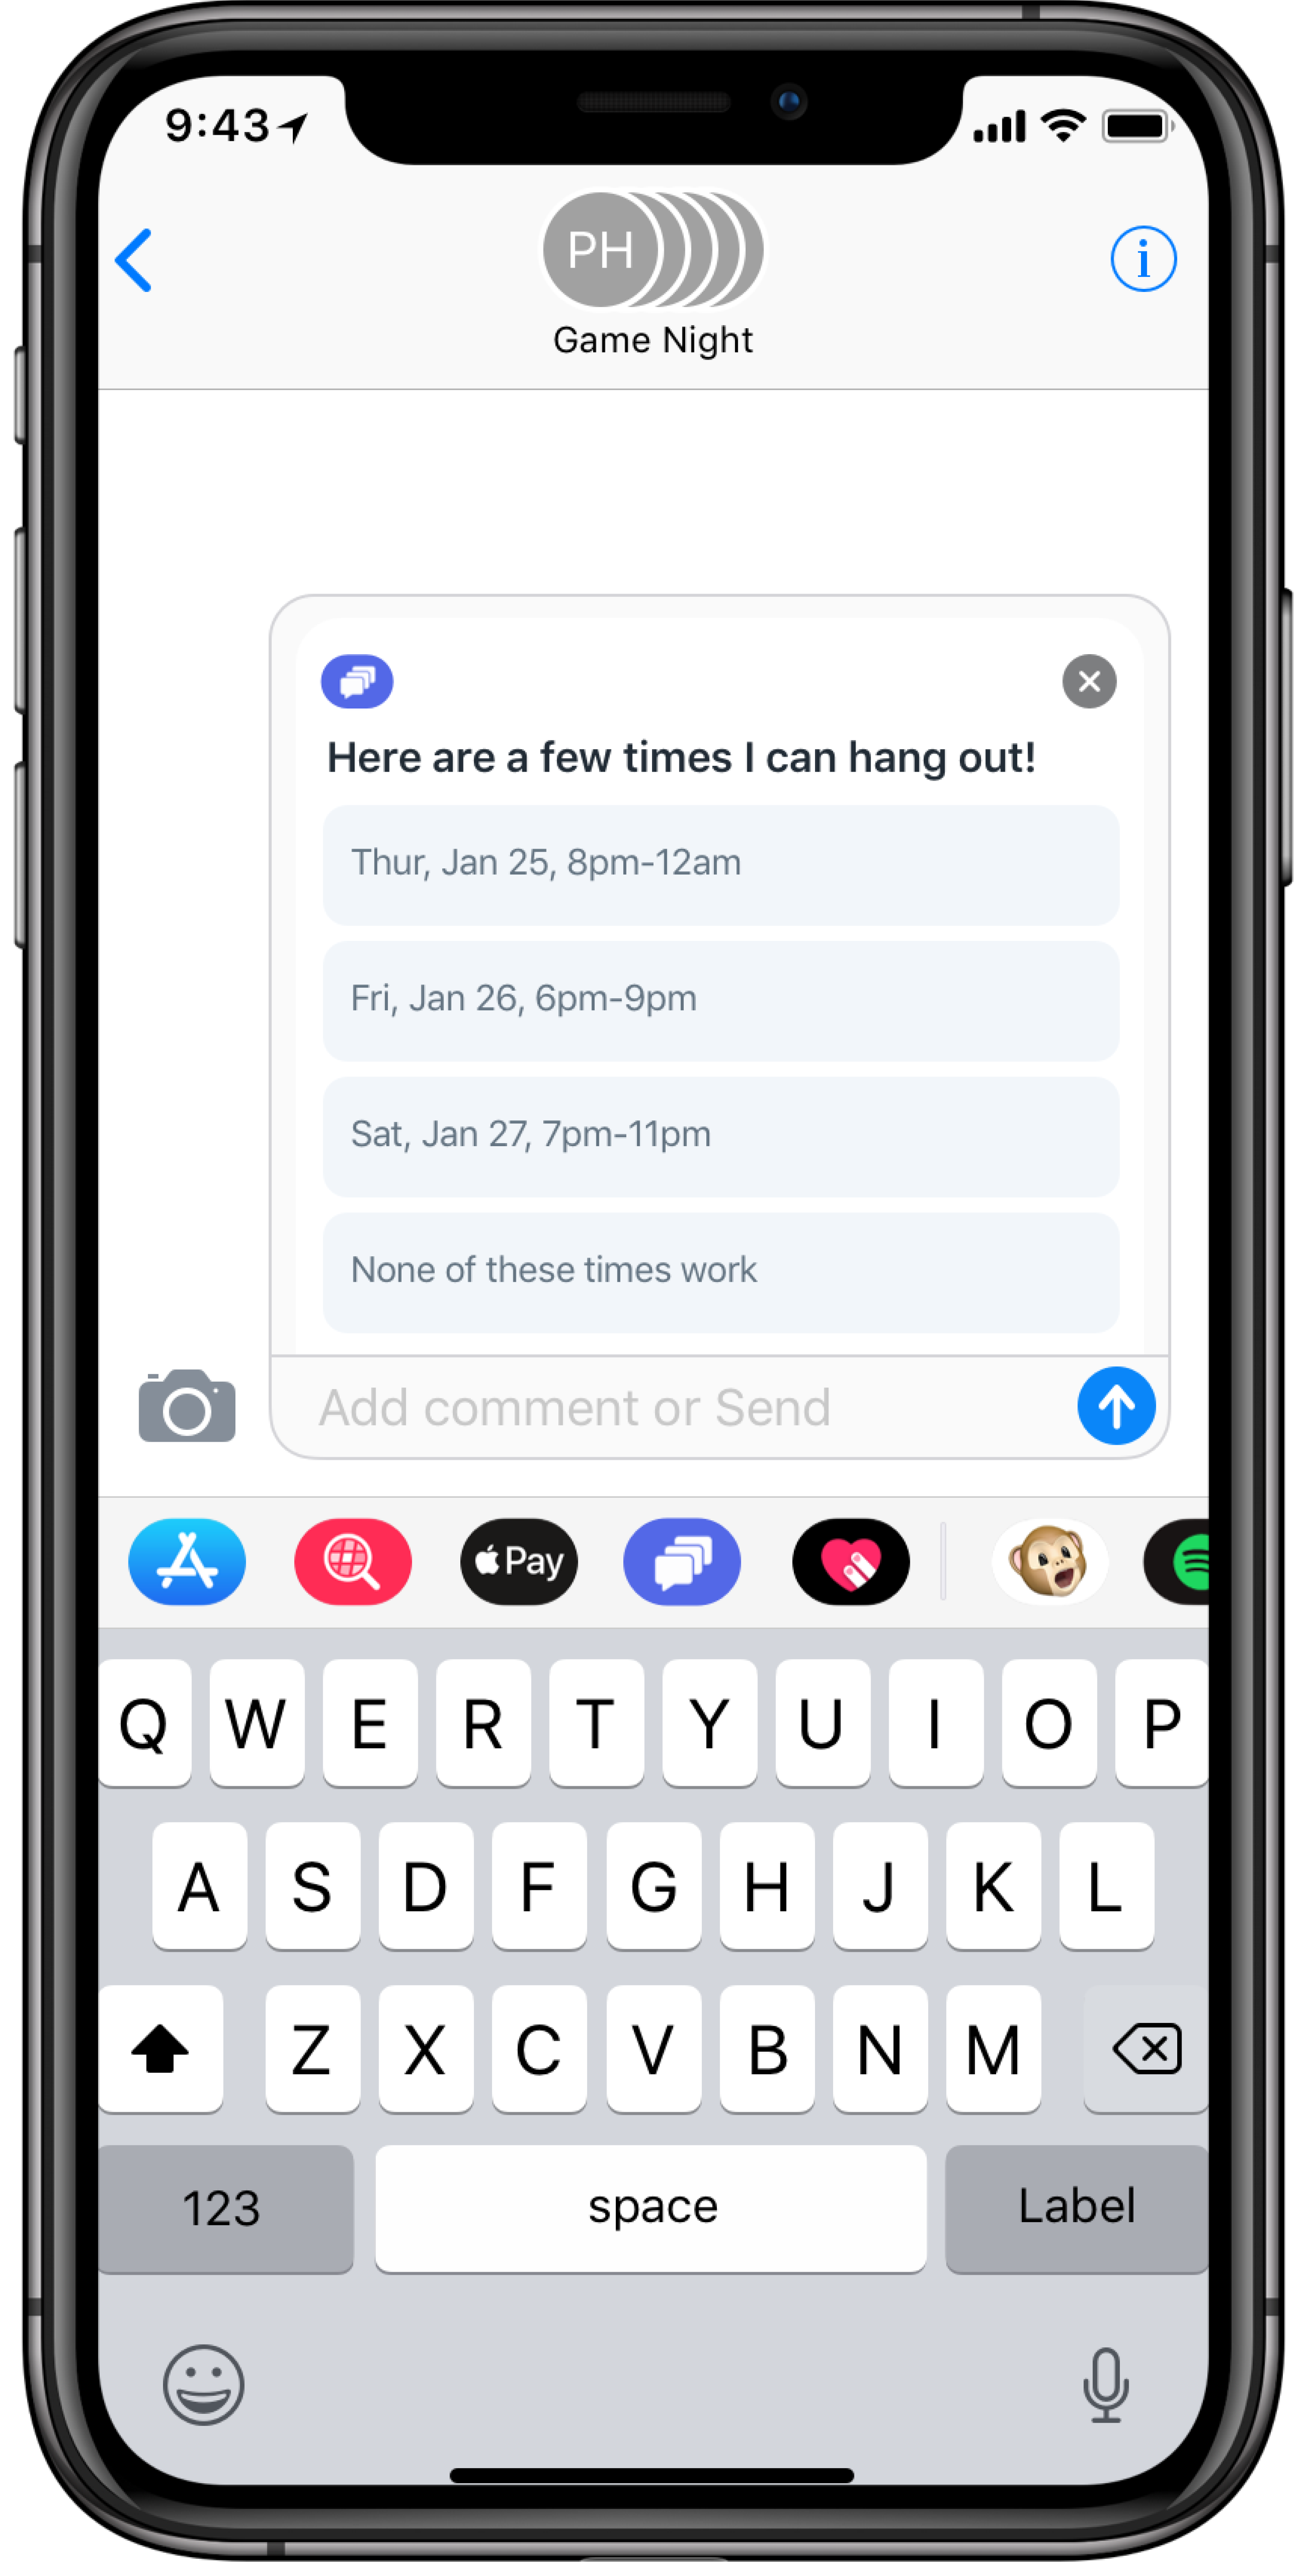 9:43
PH
Game Night
i
Here are a few times I can hang out!
Thur, Jan 25, 8pm-12am
Fri, Jan 26, 6pm-9pm
Sat, Jan 27, 7pm-11pm
None of these times work
Add comment or Send
Pay
Q W E R T Y U I O P
A S D F G H J K L
Z X C V B N M
123 space Label